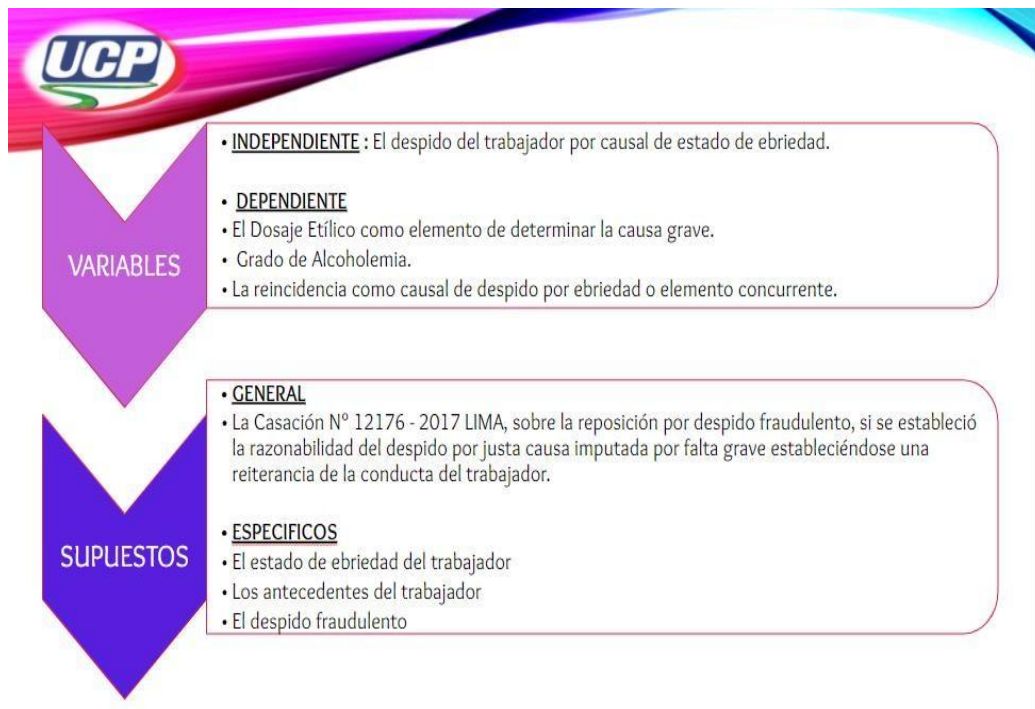 UCP
VARIABLES
• INDEPENDIENTE : El despido del trabajador por causal de estado de ebriedad.
• DEPENDIENTE
• El Dosaje Etílico como elemento de determinar la causa grave.
• Grado de Alcoholemia.
• La reincidencia como causal de despido por ebriedad o elemento concurrente.
SUPUESTOS
• GENERAL
• La Casación N° 12176 - 2017 LIMA, sobre la reposición por despido fraudulento, si se estableció
la razonabilidad del despido por justa causa imputada por falta grave estableciéndose una
reiterancia de la conducta del trabajador.
• ESPECIFICOS
• El estado de ebriedad del trabajador
• Los antecedentes del trabajador
• El despido fraudulento